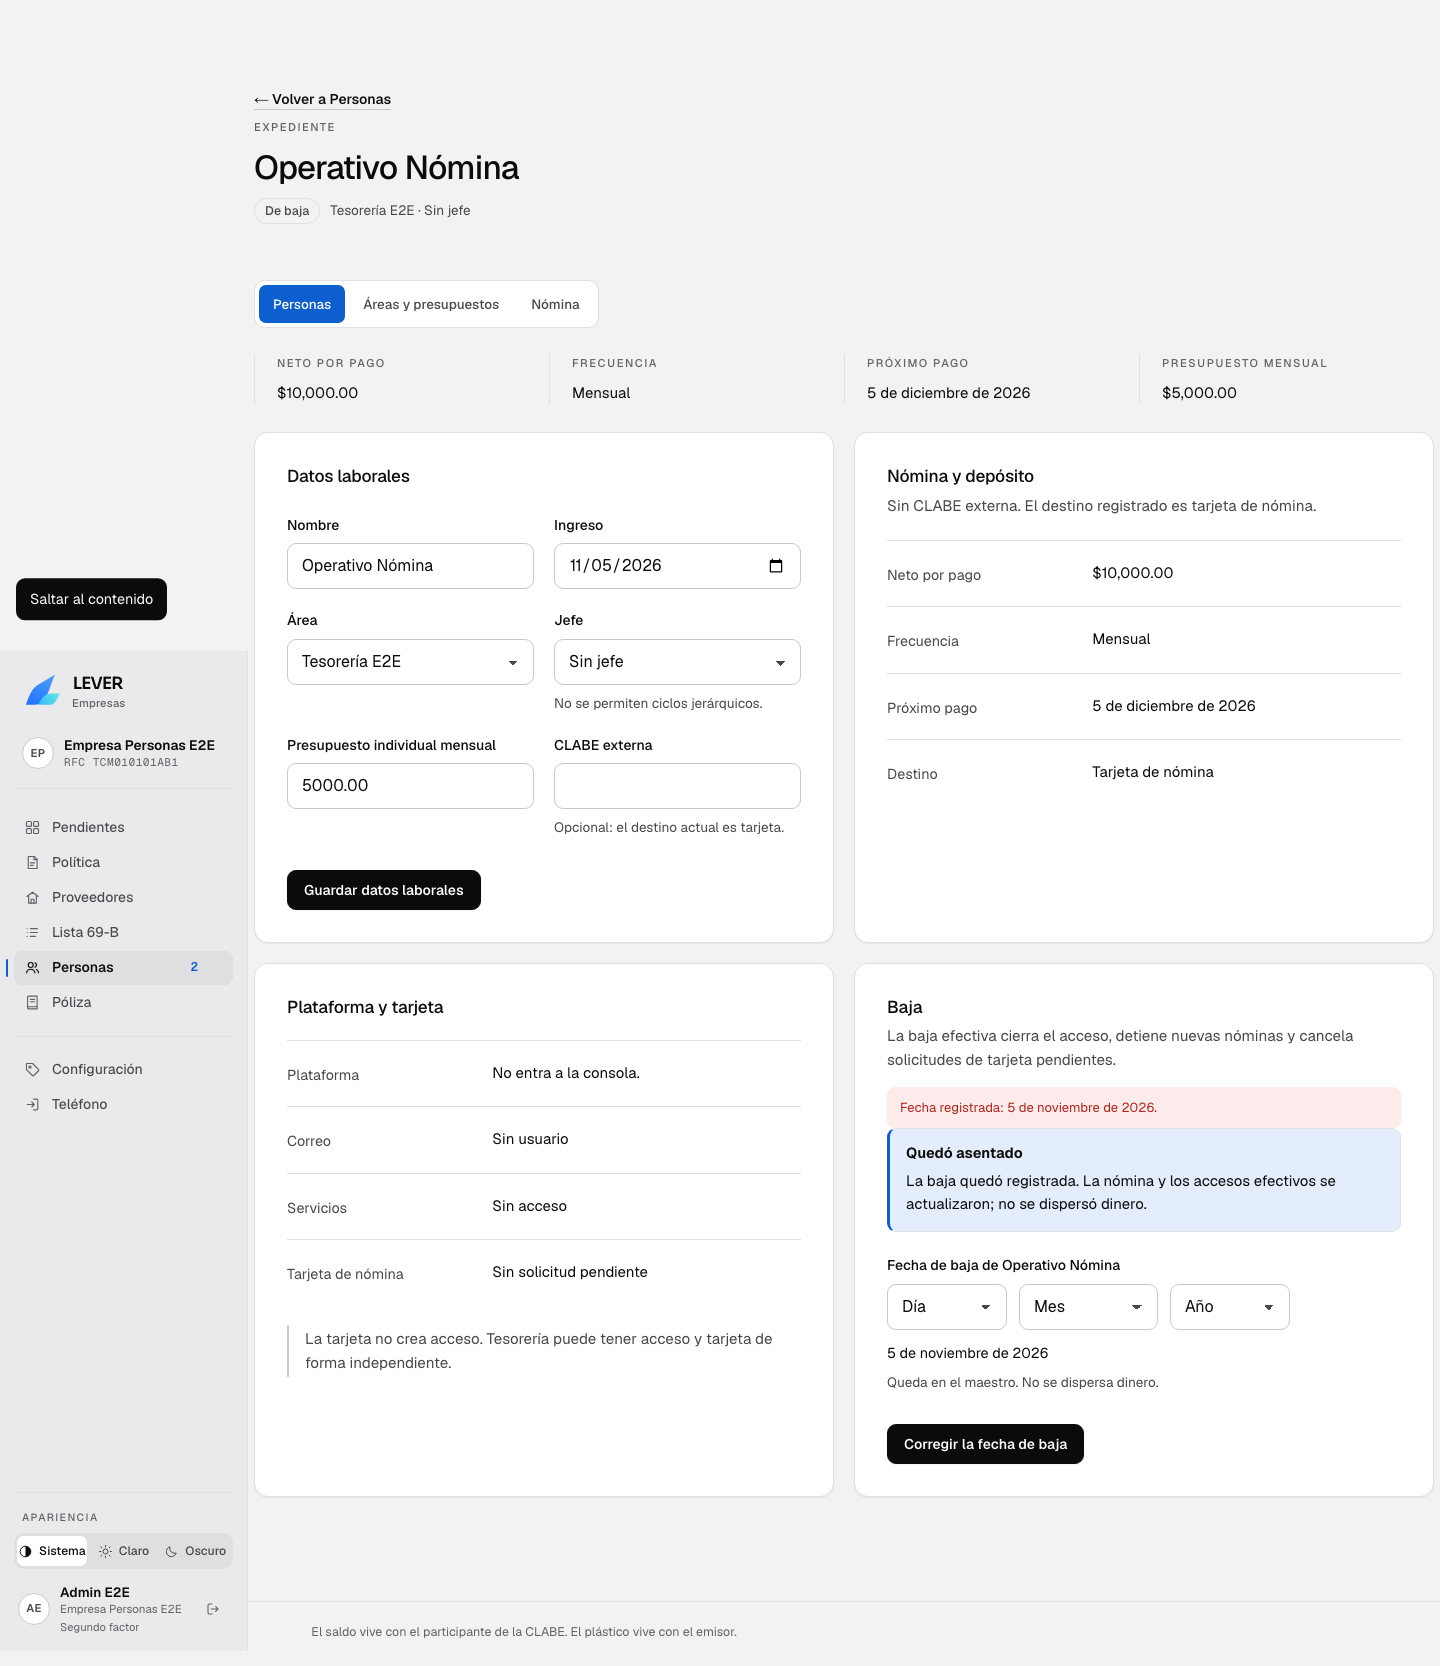 ← Volver a Personas
EXPEDIENTE
Operativo Nómina
De baja
Tesorería E2E · Sin jefe
Personas
Áreas y presupuestos
Nómina
NETO POR PAGO
$10,000.00
FRECUENCIA
Mensual
PRÓXIMO PAGO
5 de diciembre de 2026
PRESUPUESTO MENSUAL
$5,000.00
Datos laborales
Nombre
Operativo Nómina
Ingreso
11/05/2026
Área
Tesorería E2E
Jefe
Sin jefe
No se permiten ciclos jerárquicos.
Presupuesto individual mensual
5000.00
CLABE externa
Opcional: el destino actual es tarjeta.
Guardar datos laborales
Nómina y depósito
Sin CLABE externa. El destino registrado es tarjeta de nómina.
Neto por pago
$10,000.00
Frecuencia
Mensual
Próximo pago
5 de diciembre de 2026
Destino
Tarjeta de nómina
Plataforma y tarjeta
Plataforma
No entra a la consola.
Correo
Sin usuario
Servicios
Sin acceso
Tarjeta de nómina
Sin solicitud pendiente
La tarjeta no crea acceso. Tesorería puede tener acceso y tarjeta de
forma independiente.
Baja
La baja efectiva cierra el acceso, detiene nuevas nóminas y cancela
solicitudes de tarjeta pendientes.
Fecha registrada: 5 de noviembre de 2026.
Quedó asentado
La baja quedó registrada. La nómina y los accesos efectivos se
actualizaron; no se dispersó dinero.
Fecha de baja de Operativo Nómina
Día
Mes
Año
5 de noviembre de 2026
Queda en el maestro. No se dispersa dinero.
Corregir la fecha de baja
Saltar al contenido
LEVER
Empresas
EP
Empresa Personas E2E
RFC TCM010101AB1
Pendientes
Política
Proveedores
Lista 69-B
Personas
2
Póliza
Configuración
Teléfono
APARIENCIA
Sistema
Claro
Oscuro
AE
Admin E2E
Empresa Personas E2E
Segundo factor
El saldo vive con el participante de la CLABE. El plástico vive con el emisor.